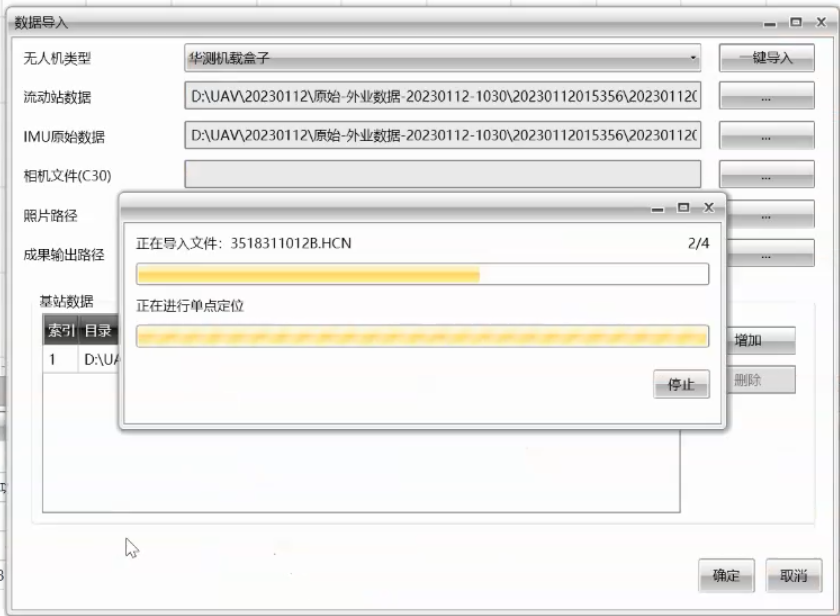 数据导入
无人机类型
华测机载盒子
一键导入
流动站数据
D:\UAV\20230112\原始-外业数据-20230112-1030\20230112015356\20230112(
...
IMU原始数据
D:\UAV\20230112\原始-外业数据-20230112-1030\20230112015356\20230112(
...
相机文件(C30)
...
照片路径
...
成果输出路径
...
正在导入文件：3518311012B.HCN
2/4
正在进行单点定位
停止
基站数据
索引 目录
1 D:\UA
增加
删除
确定
取消